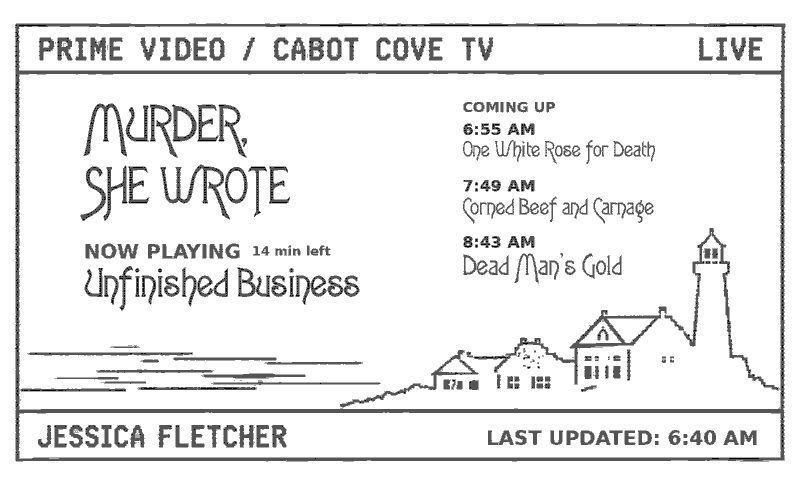 PRIME VIDEO / CABOT COVE TV
LIVE
MURDER,
SHE WROTE
NOW PLAYING 14 min left
Unfinished Business
COMING UP
6:55 AM
One White Rose for Death
7:49 AM
Corned Beef and Carnage
8:43 AM
Dead Man's Gold
JESSICA FLETCHER
LAST UPDATED: 6:40 AM